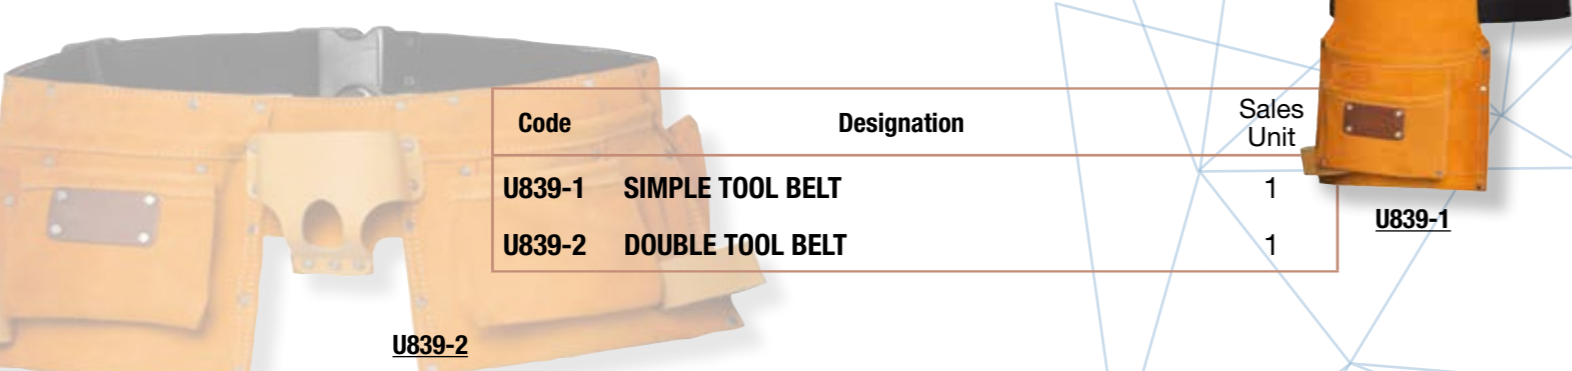 Code Designation Sales
Unit
U839-1 SIMPLE TOOL BELT 1
U839-2 DOUBLE TOOL BELT 1
U839-1
U839-2